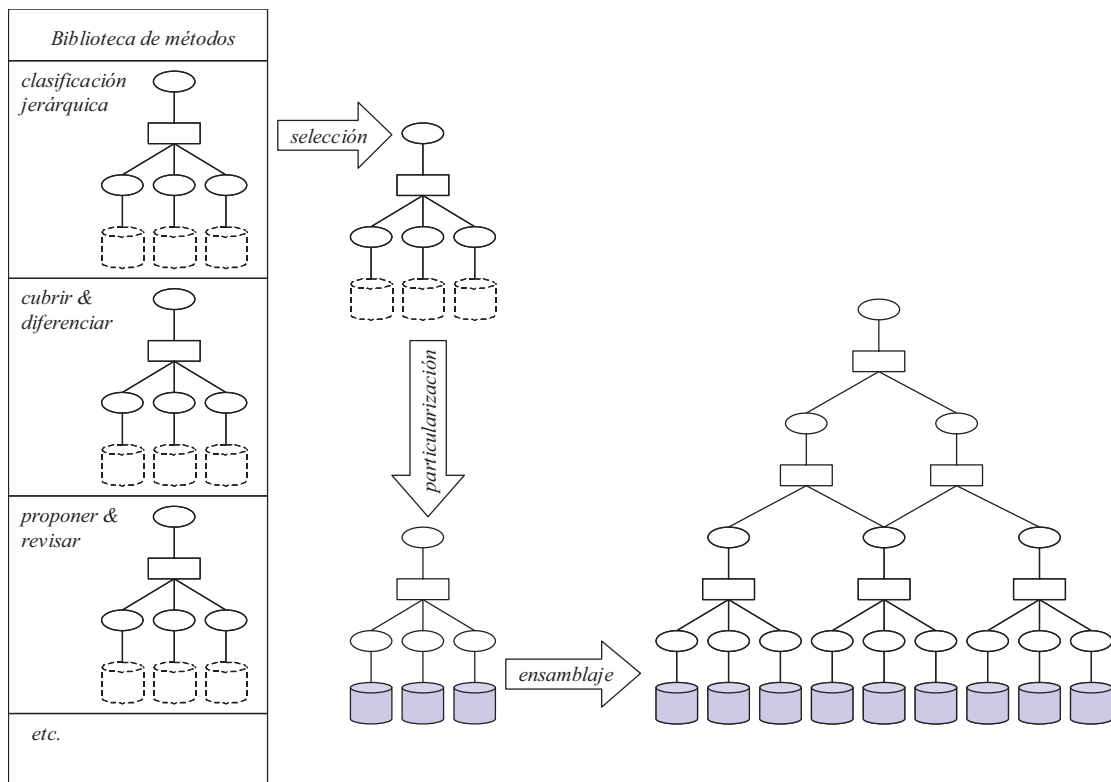 Biblioteca de métodos
clasificación
jerárquica
selección
cubrir &
diferenciar
particularización
proponer &
revisar
ensamblaje
etc.